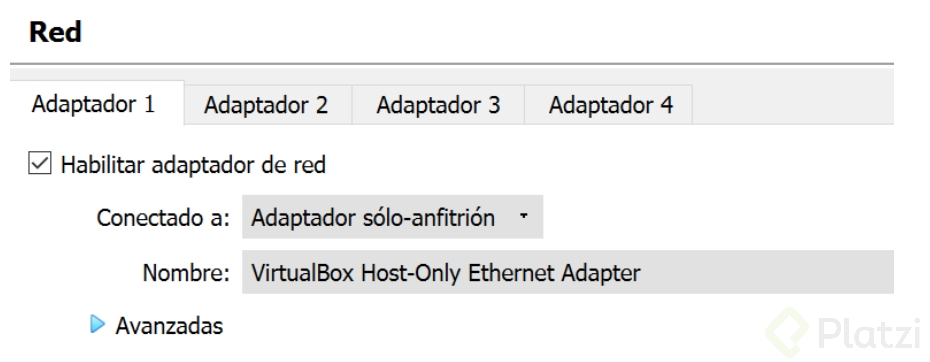 Red
Adaptador 1 Adaptador 2 Adaptador 3 Adaptador 4
Habilitar adaptador de red
Conectado a: Adaptador sólo-anfitrión
Nombre: VirtualBox Host-Only Ethernet Adapter
Avanzadas
Platzi